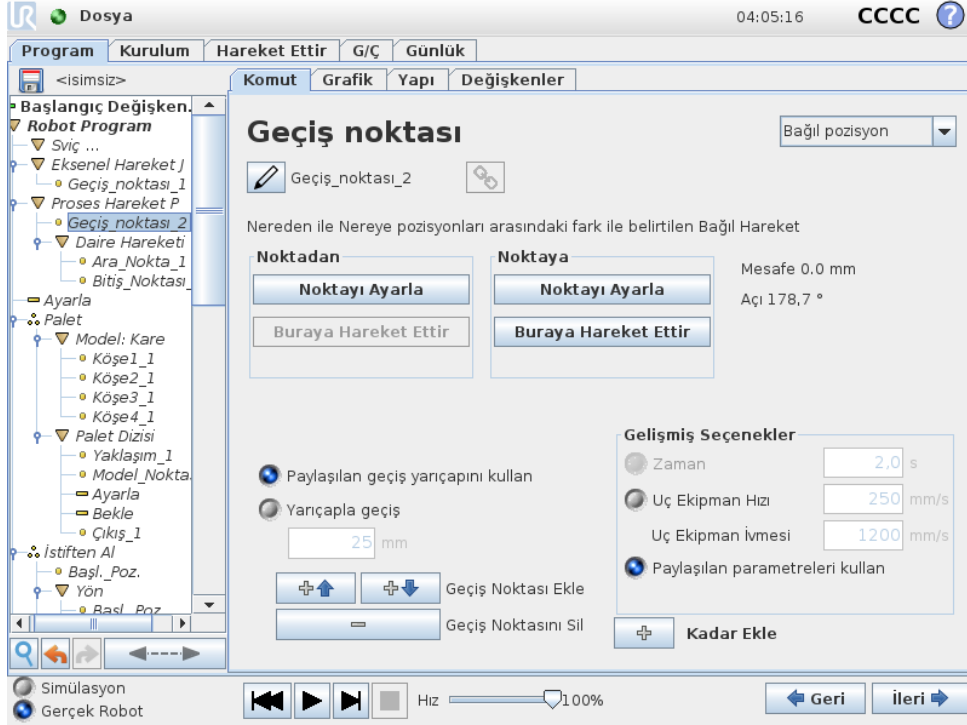 UR Dosya 04:05:16 CCCC ?
Program Kurulum Hareket Ettir G/Ç Günlük
<isimsiz>
Komut Grafik Yapı Değişkenler
Başlangıç Değişken.
Robot Program
Sviç ...
Eksenel Hareket J
Geçiş_noktası_1
Proses Hareket P
Geçiş_noktası_2
Daire Hareketi
Ara_Nokta_1
Bitiş_Noktası_
Ayarla
Palet
Model: Kare
Köşe1_1
Köşe2_1
Köşe3_1
Köşe4_1
Palet Dizisi
Yaklaşım_1
Model_Nokta
Ayarla
Bekle
Çıkış_1
İstiften Al
Başl._Poz.
Yön
Başl._Poz.
Geçiş noktası
Bağıl pozisyon
Geçiş_noktası_2
Nereden ile Nereye pozisyonları arasındaki fark ile belirtilen Bağıl Hareket
Noktadan
Noktayı Ayarla
Buraya Hareket Ettir
Noktaya
Noktayı Ayarla
Buraya Hareket Ettir
Mesafe 0.0 mm
Açı 178,7 °
Paylaşılan geçiş yarıçapını kullan
Yarıçapla geçiş
25 mm
Geçiş Noktası Ekle
Geçiş Noktasını Sil
Gelişmiş Seçenekler
Zaman 2,0 s
Uç Ekipman Hızı 250 mm/s
Uç Ekipman İvmesi 1200 mm/s
Paylaşılan parametreleri kullan
Kadar Ekle
Simülasyon
Gerçek Robot
Hız 100%
Geri İleri